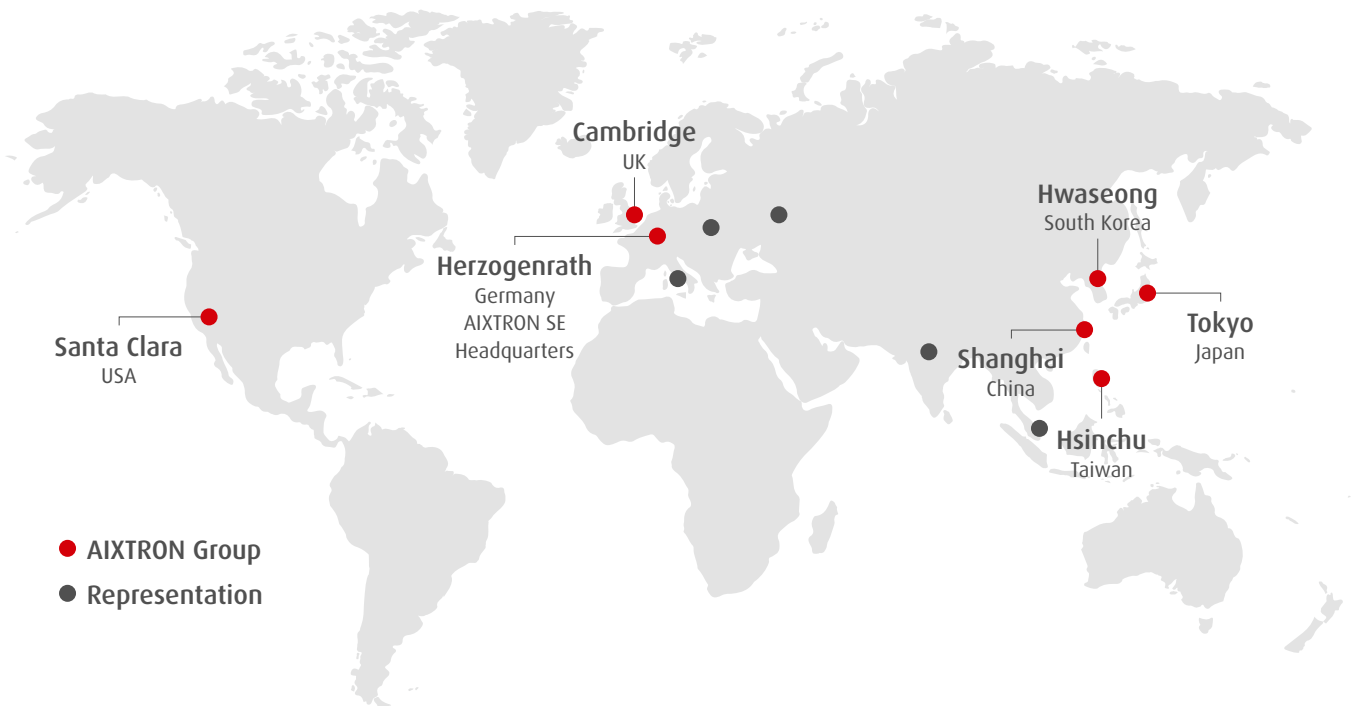 Cambridge
UK
Hwaseong
South Korea
Herzogenrath
Germany
AIXTRON SE
Headquarters
Santa Clara
USA
Tokyo
Japan
Shanghai
China
Hsinchu
Taiwan
AIXTRON Group
Representation